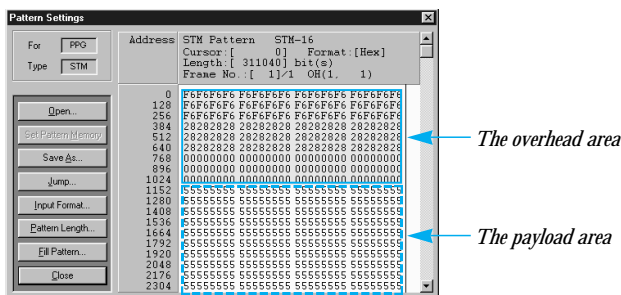 Pattern Settings
For PPG
Type STM
Open...
Set Pattern Memory
Save As...
Jump...
Input Format...
Pattern Length...
Fill Pattern...
Close
Address STM Pattern STM-16
Cursor:[ 0] Format:[Hex]
Length:[ 311040] bit(s)
Frame No.:[ 1]/1 OH(1, 1)
0 F6F6F6F6 F6F6F6F6 F6F6F6F6 F6F6F6F6
128 F6F6F6F6 F6F6F6F6 F6F6F6F6 F6F6F6F6
256 F6F6F6F6 F6F6F6F6 F6F6F6F6 F6F6F6F6
384 28282828 28282828 28282828 28282828
512 28282828 28282828 28282828 28282828
640 28282828 28282828 28282828 28282828
768 00000000 00000000 00000000 00000000
896 00000000 00000000 00000000 00000000
1024 00000000 00000000 00000000 00000000
1152 55555555 55555555 55555555 55555555
1280 55555555 55555555 55555555 55555555
1408 55555555 55555555 55555555 55555555
1536 55555555 55555555 55555555 55555555
1664 55555555 55555555 55555555 55555555
1792 55555555 55555555 55555555 55555555
1920 55555555 55555555 55555555 55555555
2048 55555555 55555555 55555555 55555555
2176 55555555 55555555 55555555 55555555
2304 55555555 55555555 55555555 55555555
The overhead area
The payload area